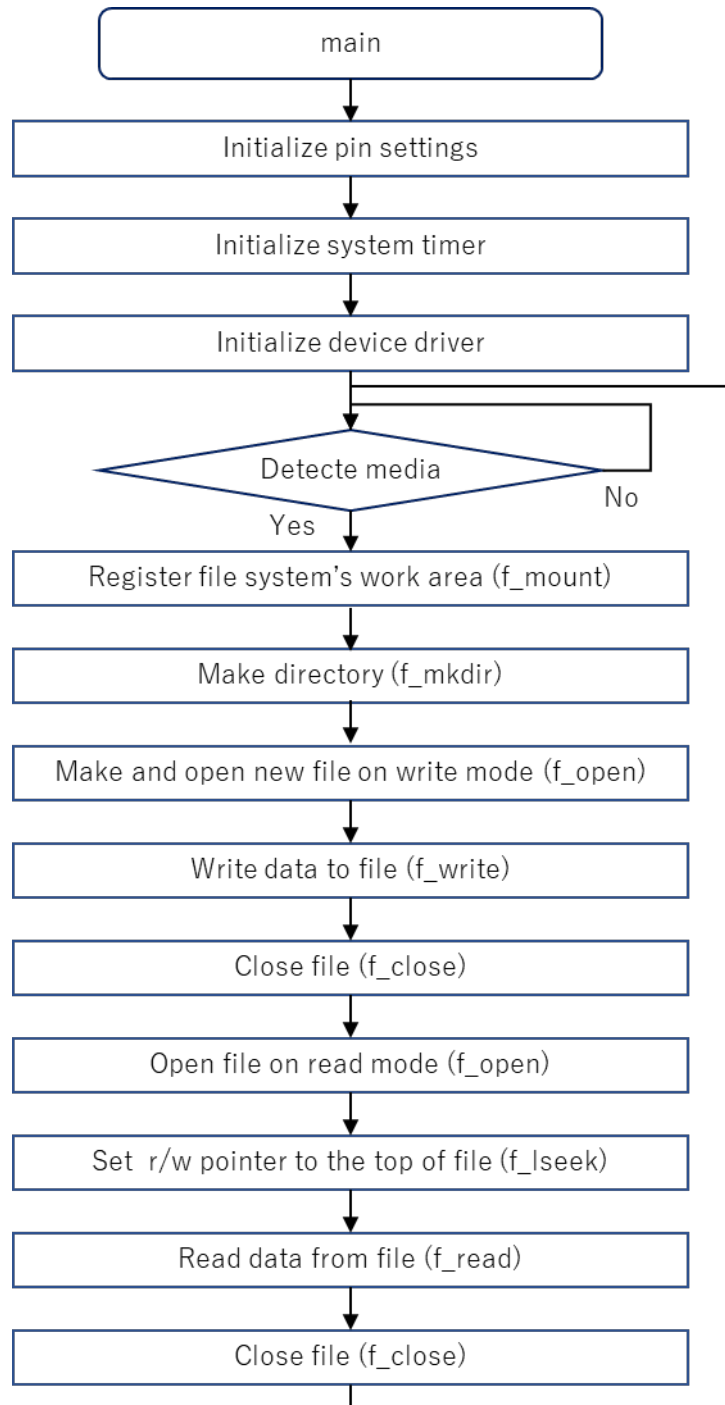 main
Initialize pin settings
Initialize system timer
Initialize device driver
Detecte media
No
Yes
Register file system’s work area (f_mount)
Make directory (f_mkdir)
Make and open new file on write mode (f_open)
Write data to file (f_write)
Close file (f_close)
Open file on read mode (f_open)
Set r/w pointer to the top of file (f_lseek)
Read data from file (f_read)
Close file (f_close)